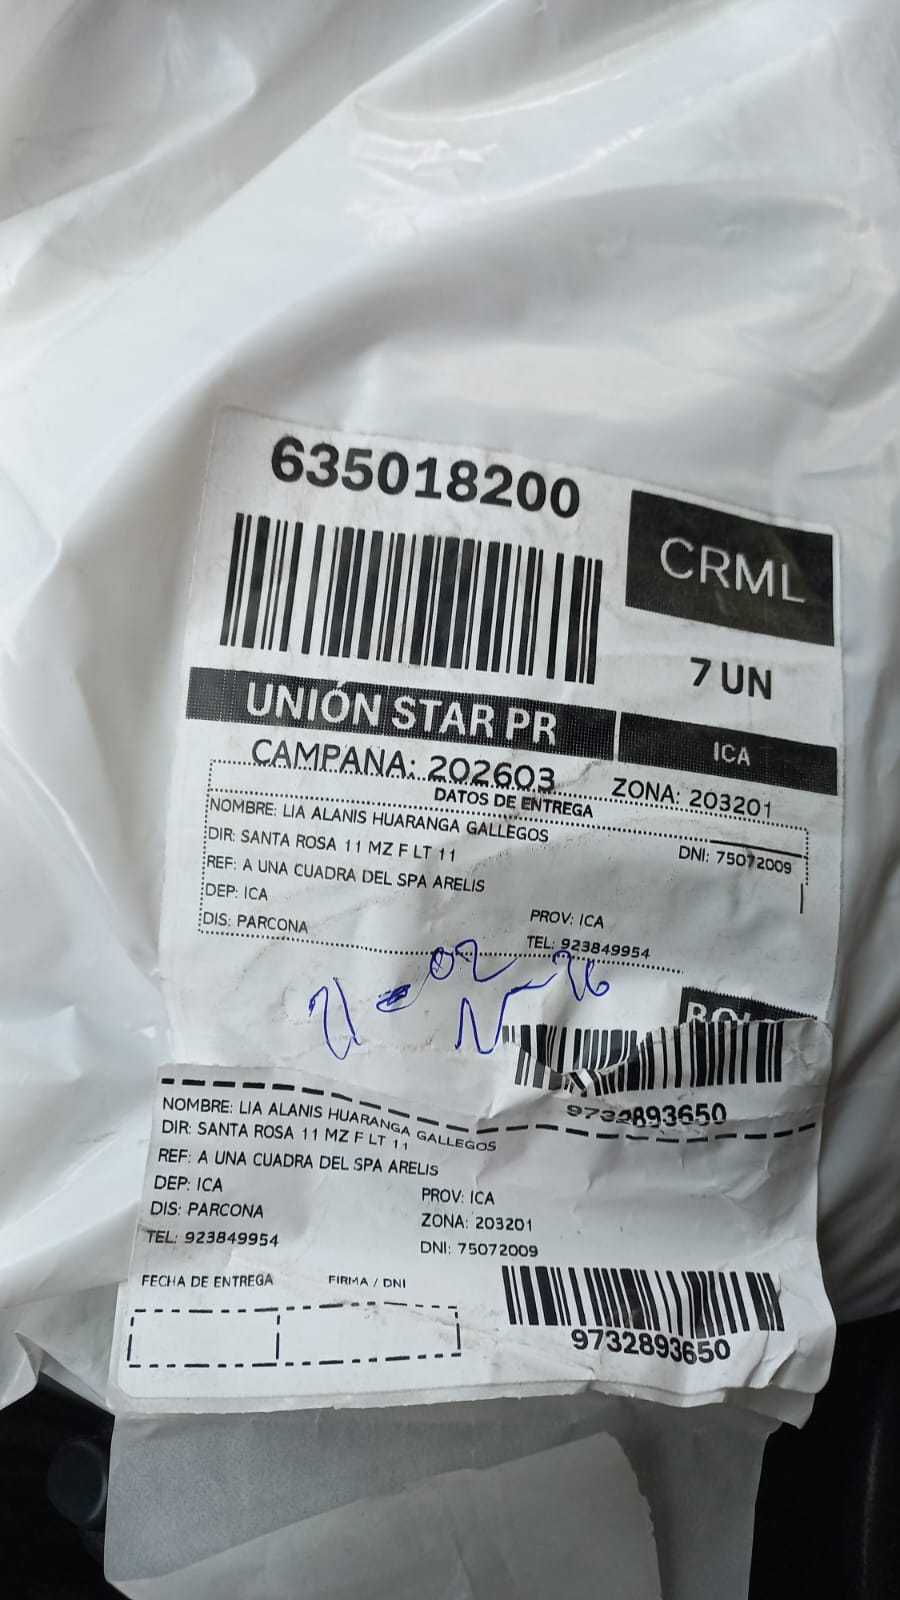 635018200
CRML
7 UN
UNIÓN STAR PR
ICA
CAMPAÑA: 202603
ZONA: 203201
DATOS DE ENTREGA
NOMBRE: LIA ALANIS HUARANGA GALLEGOS
DNI: 75072009
DIR: SANTA ROSA 11 MZ F LT 11
REF: A UNA CUADRA DEL SPA ARELIS
DEP: ICA
PROV: ICA
DIS: PARCONA
TEL: 923849954
9732893650
NOMBRE: LIA ALANIS HUARANGA GALLEGOS
DIR: SANTA ROSA 11 MZ F LT 11
REF: A UNA CUADRA DEL SPA ARELIS
DEP: ICA
PROV: ICA
DIS: PARCONA
ZONA: 203201
TEL: 923849954
DNI: 75072009
FECHA DE ENTREGA
FIRMA / DNI
9732893650